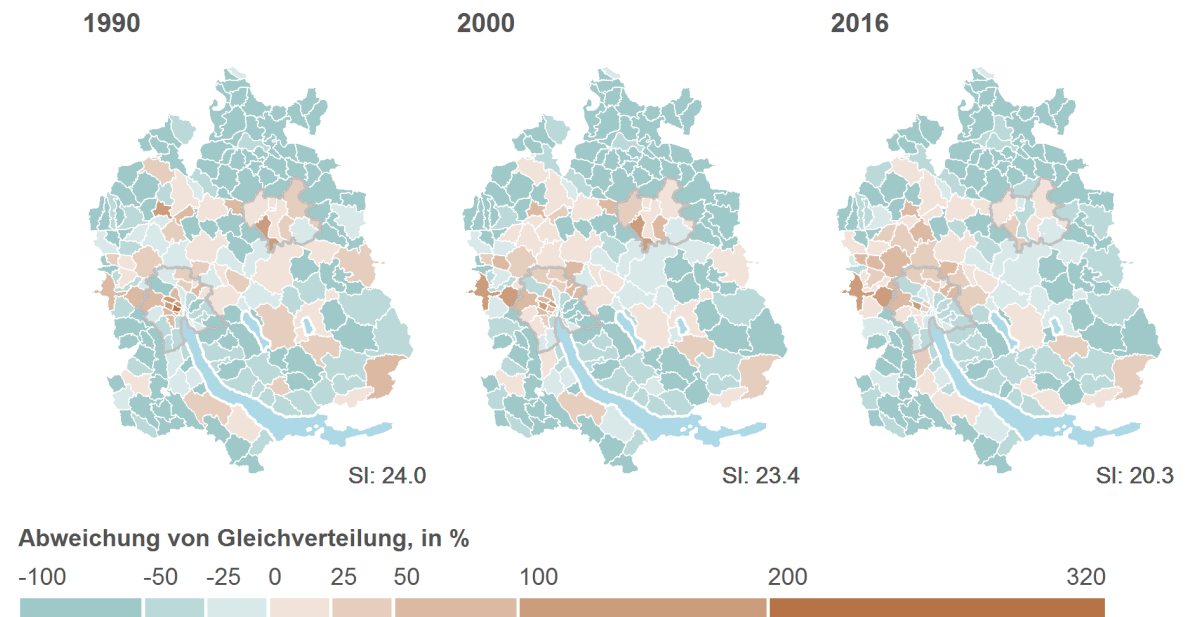 1990 2000 2016
SI: 24.0 SI: 23.4 SI: 20.3
Abweichung von Gleichverteilung, in %
-100 -50 -25 0 25 50 100 200 320